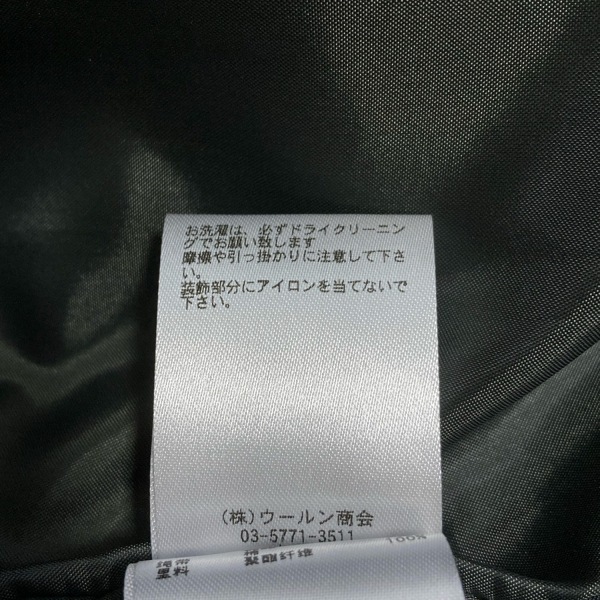 お洗濯は、必ずドライクリーニン
グでお願い致します
摩擦や引っ掛かりに注意して下さ
い。
装飾部分にアイロンを当てないで
下さい。
(株)ウールン商会
03-5771-3511